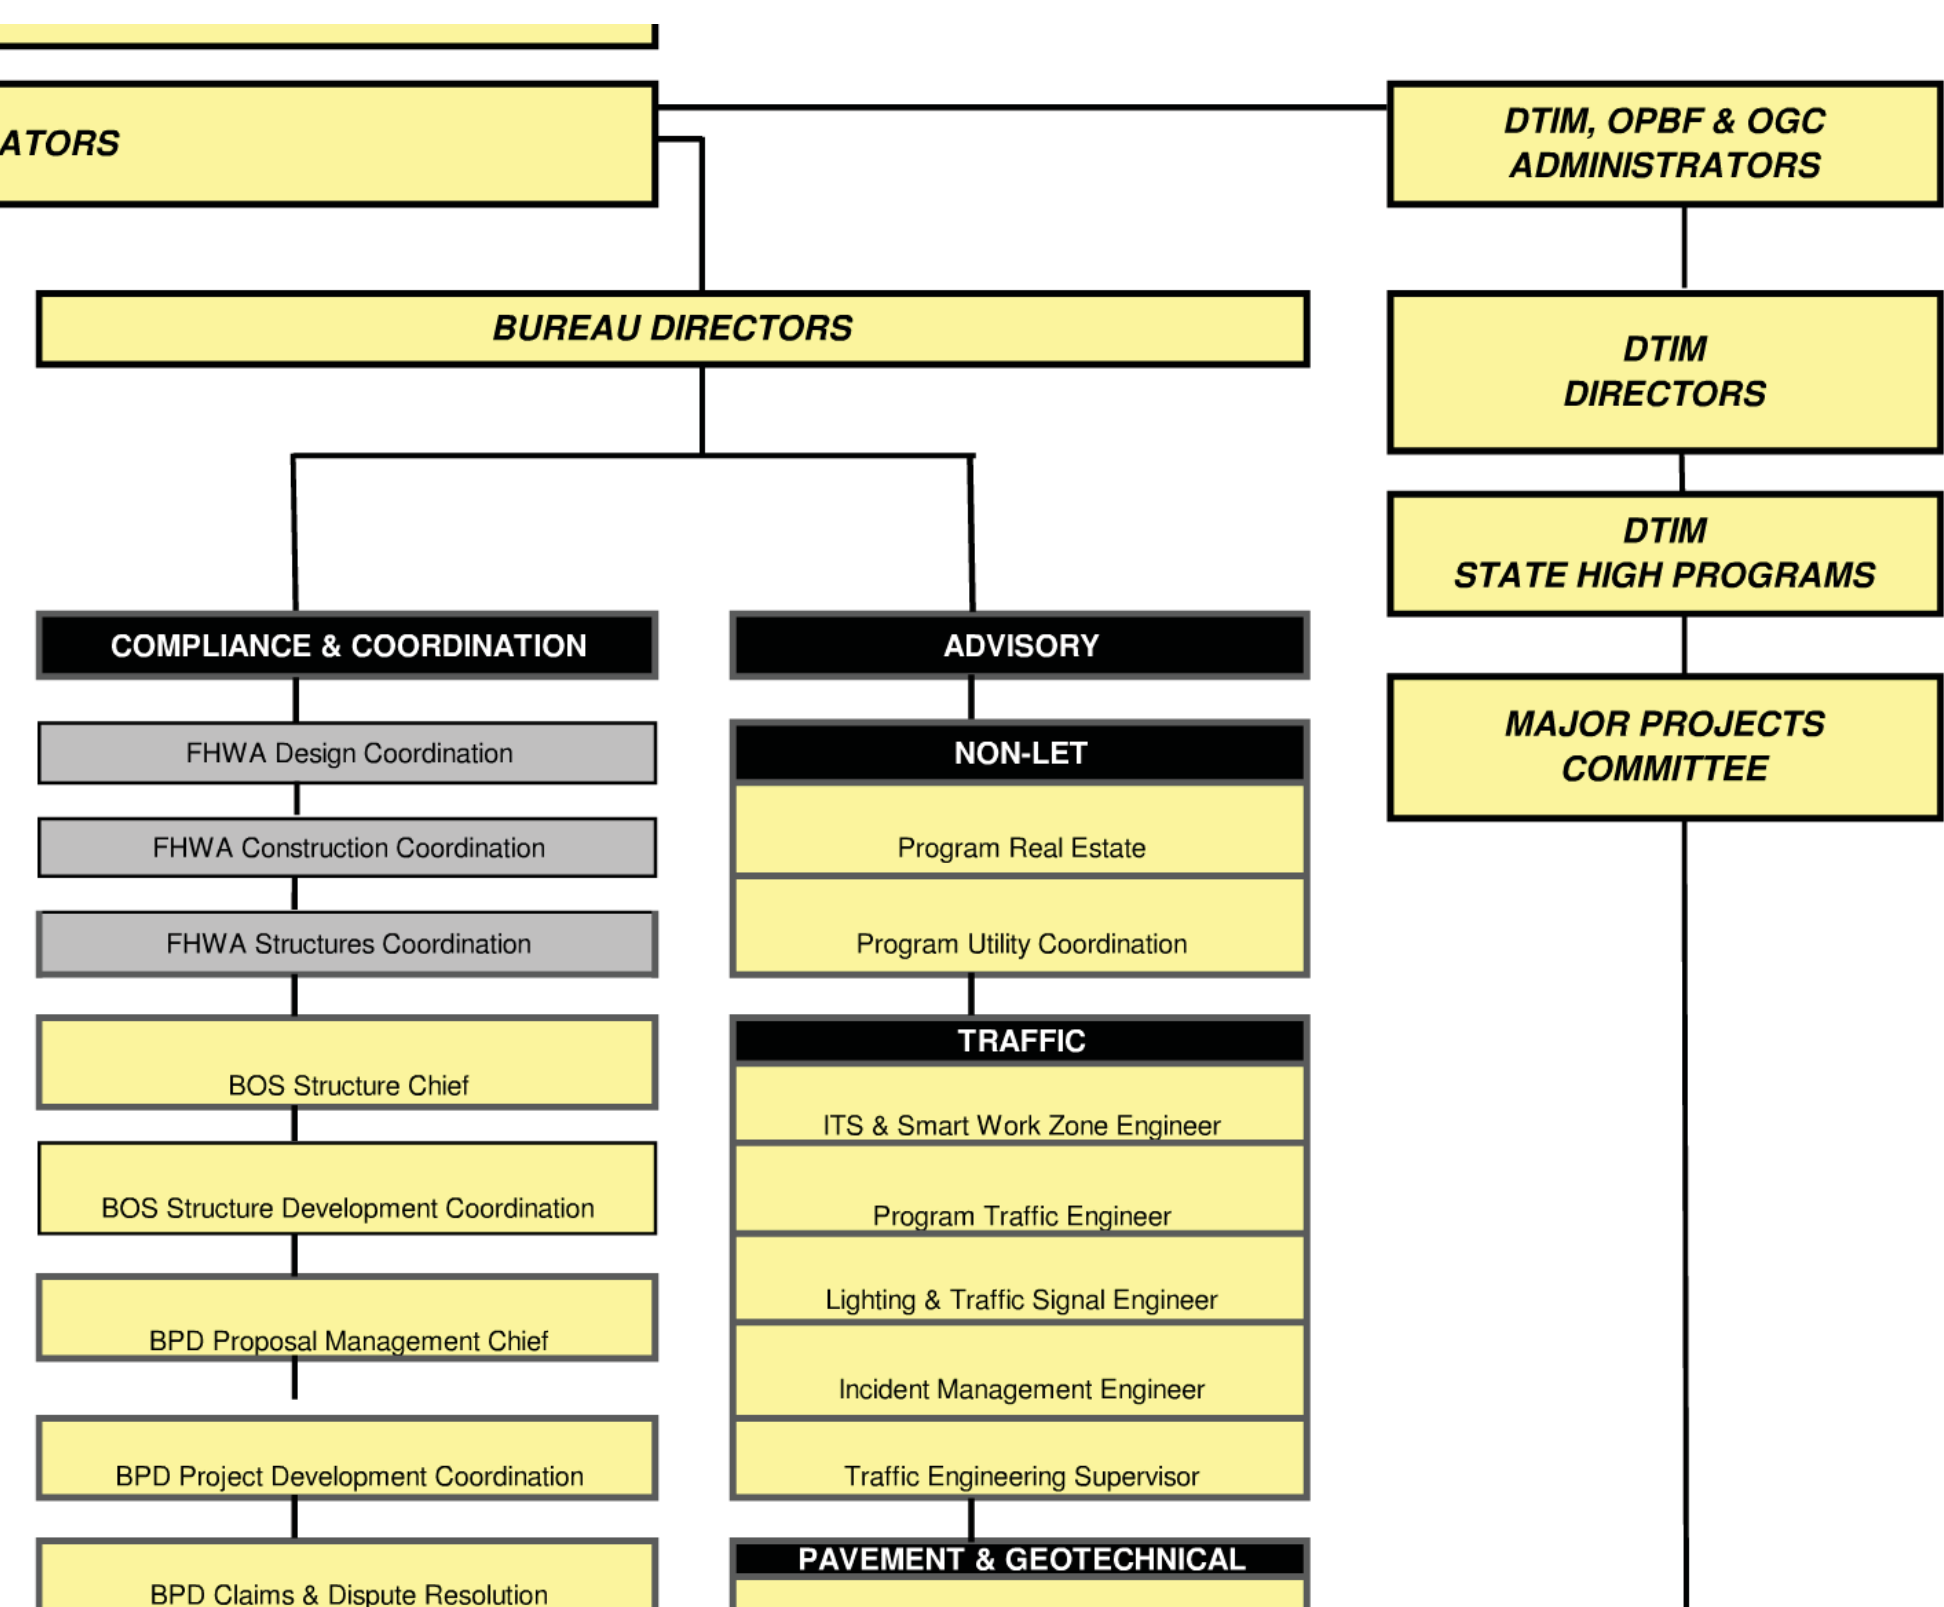 ATORS
DTIM, OPBF & OGC
ADMINISTRATORS
BUREAU DIRECTORS
DTIM
DIRECTORS
DTIM
STATE HIGH PROGRAMS
MAJOR PROJECTS
COMMITTEE
COMPLIANCE & COORDINATION
FHWA Design Coordination
FHWA Construction Coordination
FHWA Structures Coordination
BOS Structure Chief
BOS Structure Development Coordination
BPD Proposal Management Chief
BPD Project Development Coordination
BPD Claims & Dispute Resolution
ADVISORY
NON-LET
Program Real Estate
Program Utility Coordination
TRAFFIC
ITS & Smart Work Zone Engineer
Program Traffic Engineer
Lighting & Traffic Signal Engineer
Incident Management Engineer
Traffic Engineering Supervisor
PAVEMENT & GEOTECHNICAL